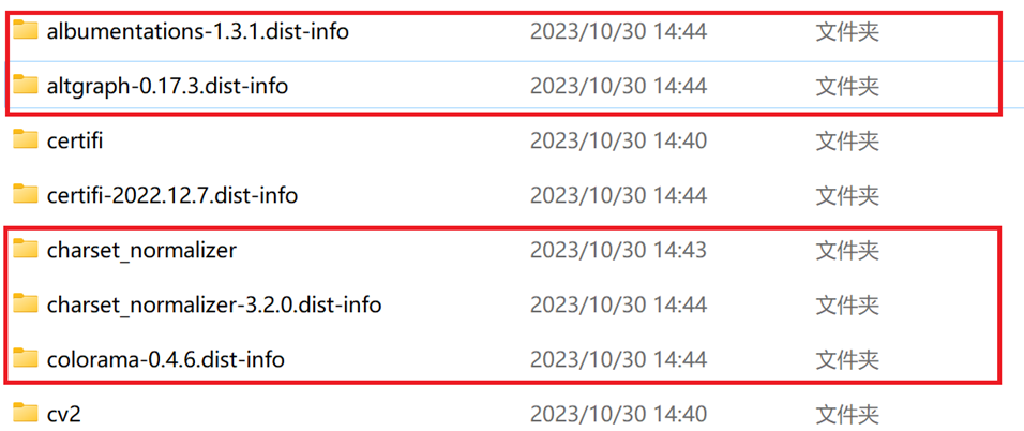 albumentations-1.3.1.dist-info 2023/10/30 14:44 文件夹
altgraph-0.17.3.dist-info 2023/10/30 14:44 文件夹
certifi 2023/10/30 14:40 文件夹
certifi-2022.12.7.dist-info 2023/10/30 14:44 文件夹
charset_normalizer 2023/10/30 14:43 文件夹
charset_normalizer-3.2.0.dist-info 2023/10/30 14:44 文件夹
colorama-0.4.6.dist-info 2023/10/30 14:44 文件夹
cv2 2023/10/30 14:40 文件夹